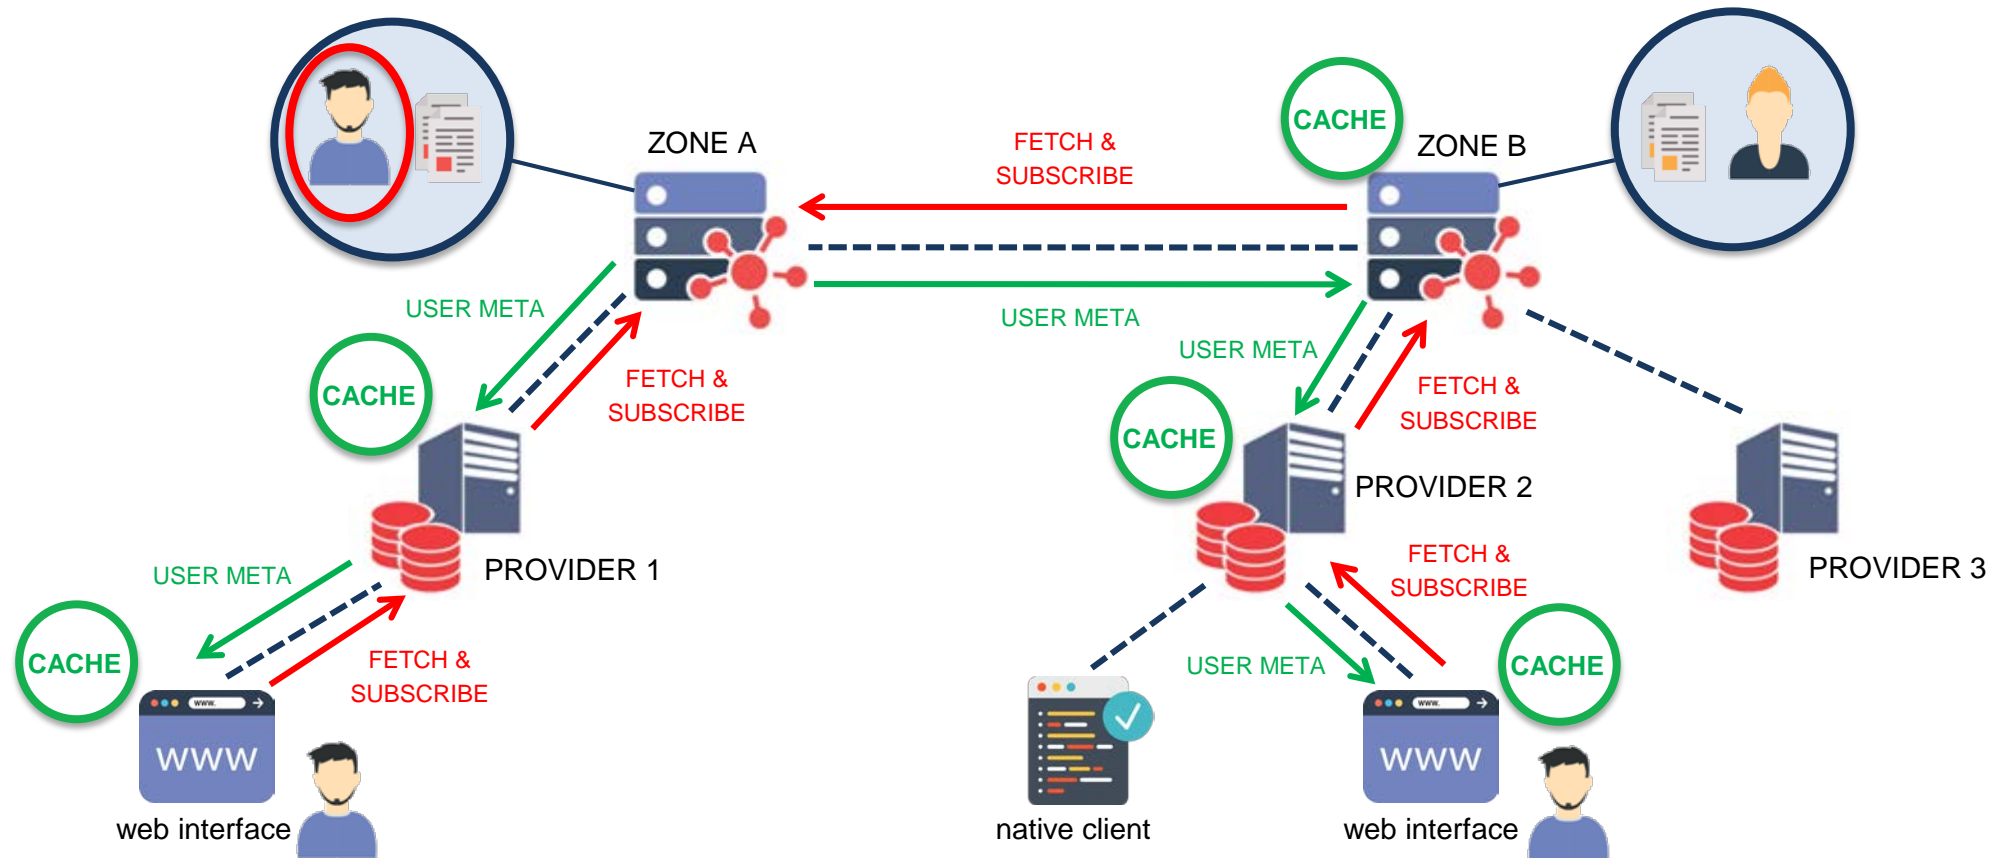 CACHE
ZONE A
FETCH &
SUBSCRIBE
ZONE B
USER META
USER META
USER META
CACHE
FETCH &
SUBSCRIBE
FETCH &
SUBSCRIBE
CACHE
PROVIDER 2
PROVIDER 1
USER META
FETCH &
SUBSCRIBE
PROVIDER 3
CACHE
FETCH &
SUBSCRIBE
USER META
CACHE
www.
WWW
www.
WWW
web interface
native client
web interface